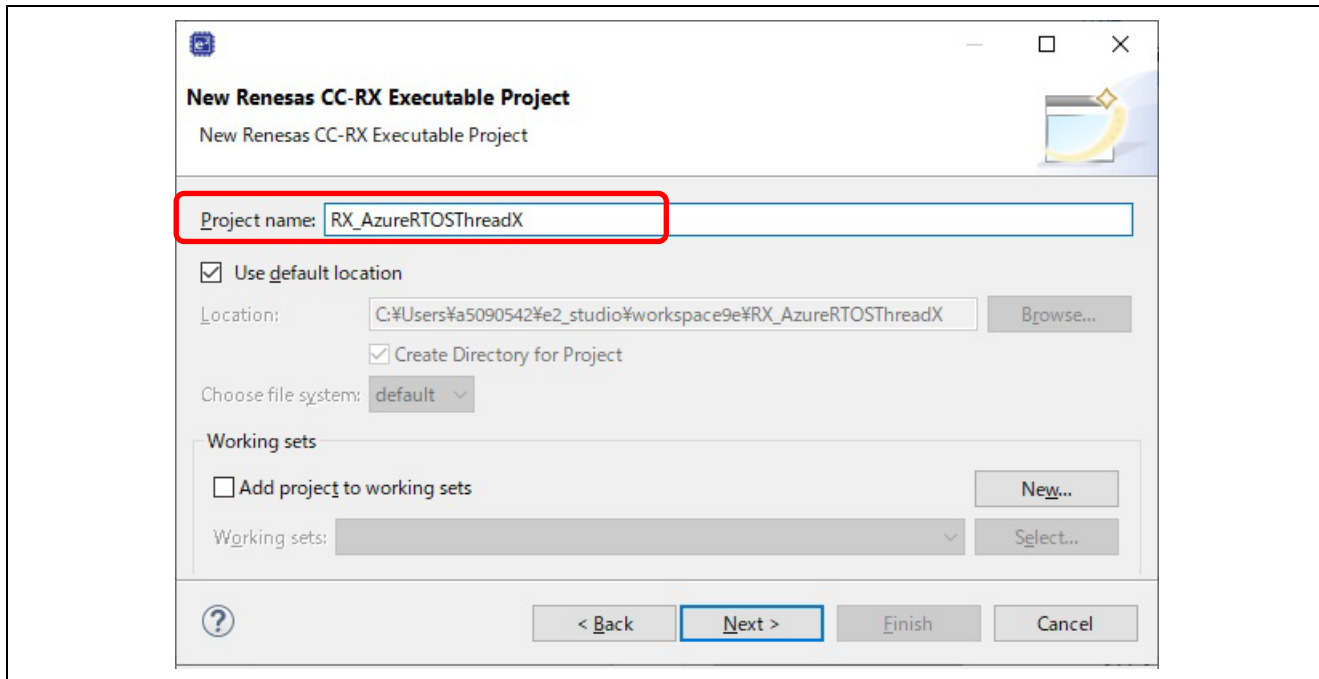 e²
New Renesas CC-RX Executable Project
New Renesas CC-RX Executable Project
Project name: RX_AzureRTOSThreadX
Use default location
Location: C:¥Users¥a5090542¥e2_studio¥workspace9e¥RX_AzureRTOSThreadX Browse...
Create Directory for Project
Choose file system: default
Working sets
Add project to working sets New...
Working sets: Select...
? < Back Next > Finish Cancel